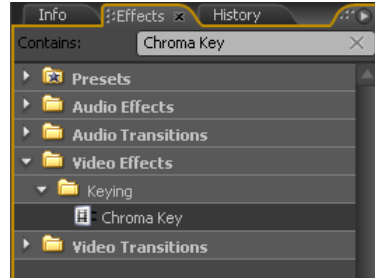 Info Effects x History
Contains: Chroma Key
Presets
Audio Effects
Audio Transitions
Video Effects
Keying
Chroma Key
Video Transitions